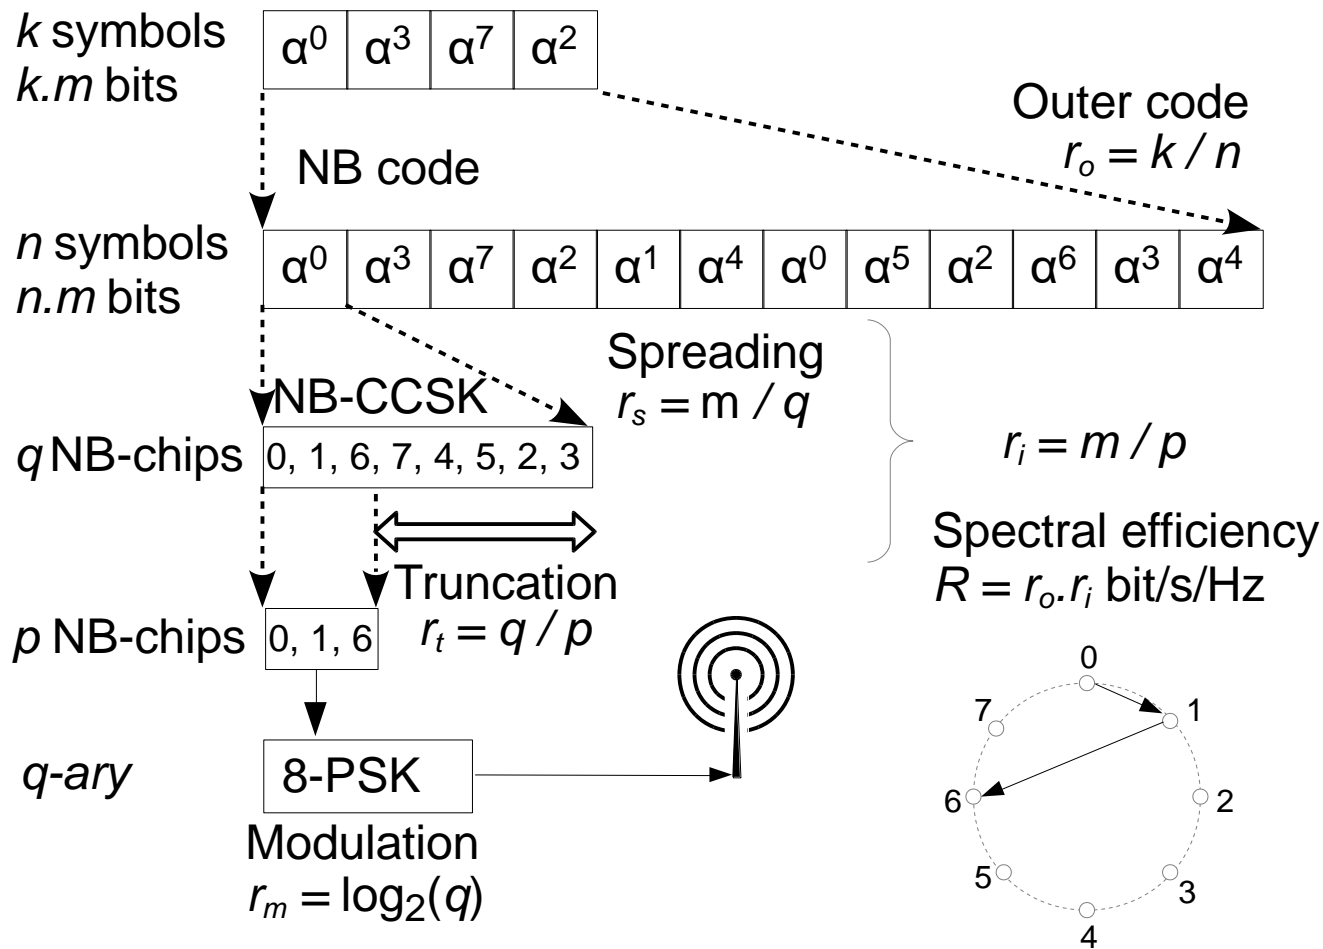 k symbols
k.m bits
α⁰ α³ α⁷ α²
Outer code
rₒ = k / n
NB code
n symbols
n.m bits
α⁰ α³ α⁷ α² α¹ α⁴ α⁰ α⁵ α² α⁶ α³ α⁴
Spreading
rₛ = m / q
NB-CCSK
q NB-chips
0, 1, 6, 7, 4, 5, 2, 3
rᵢ = m / p
Spectral efficiency
R = rₒ.rᵢ bit/s/Hz
Truncation
rₜ = q / p
p NB-chips
0, 1, 6
q-ary
8-PSK
Modulation
rₘ = log₂(q)
0
1
2
3
4
5
6
7